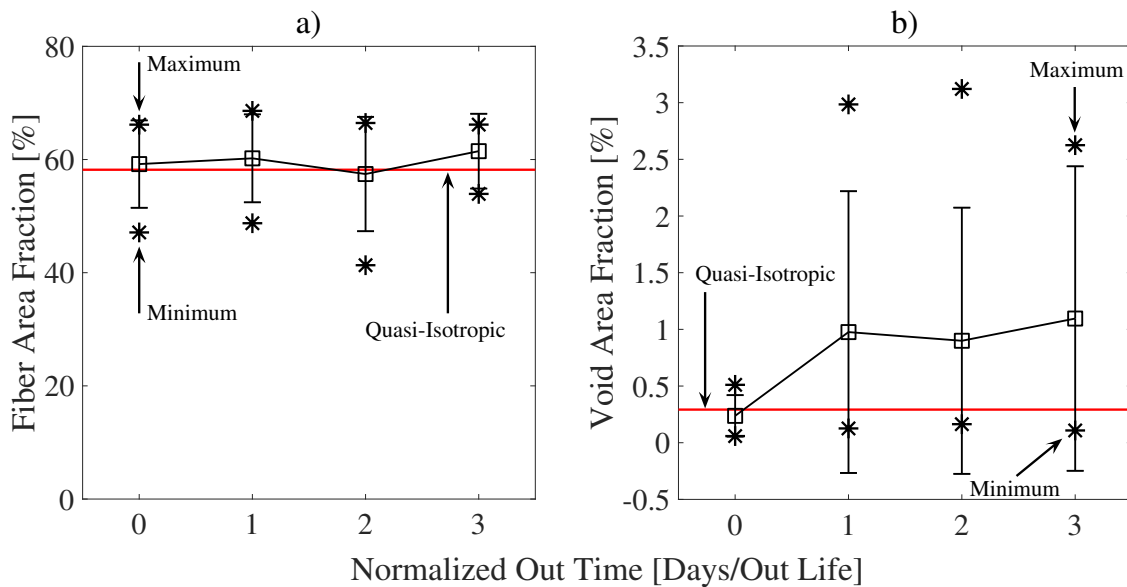 a)
Fiber Area Fraction [%]
80
60
40
20
0
Maximum
Minimum
Quasi-Isotropic
0 1 2 3
b)
Void Area Fraction [%]
3.5
3
2.5
2
1.5
1
0.5
0
-0.5
Maximum
Quasi-Isotropic
Minimum
0 1 2 3
Normalized Out Time [Days/Out Life]